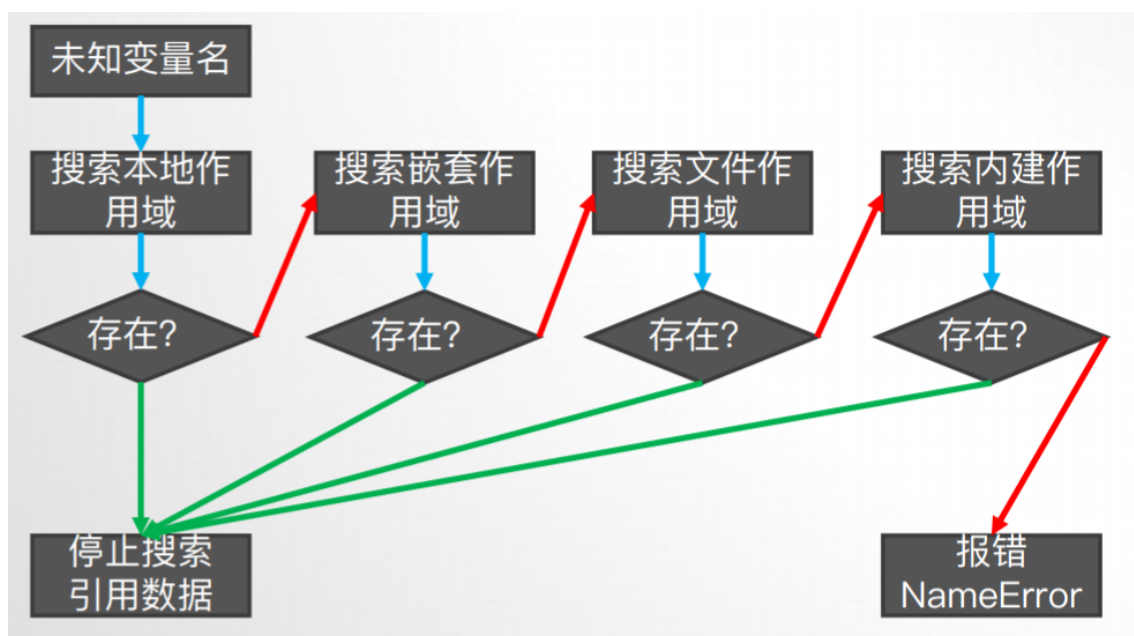 未知变量名
搜索本地作
用域
搜索嵌套作
用域
搜索文件作
用域
搜索内建作
用域
存在?
存在?
存在?
存在?
停止搜索
引用数据
报错
NameError